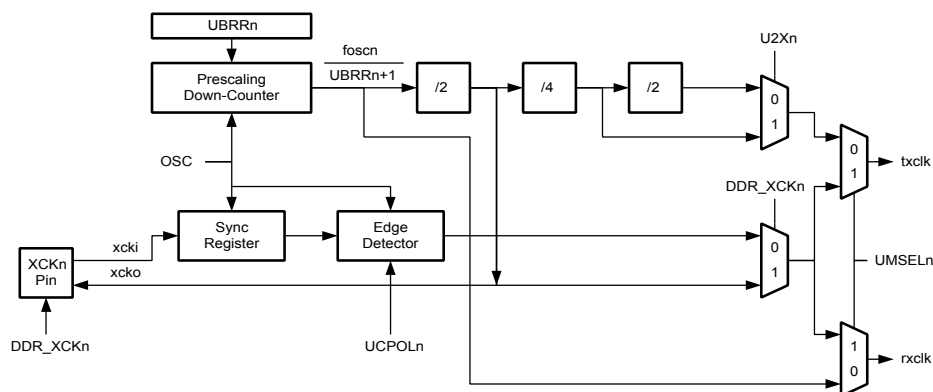 UBRRn
foscn
U2Xn
Prescaling
Down-Counter
UBRRn+1
/2
/4
/2
0
1
OSC
0
1
txclk
DDR_XCKn
Sync
Register
Edge
Detector
xcki
0
1
UMSELn
XCKn
Pin
xcko
DDR_XCKn
UCPOLn
1
0
rxclk